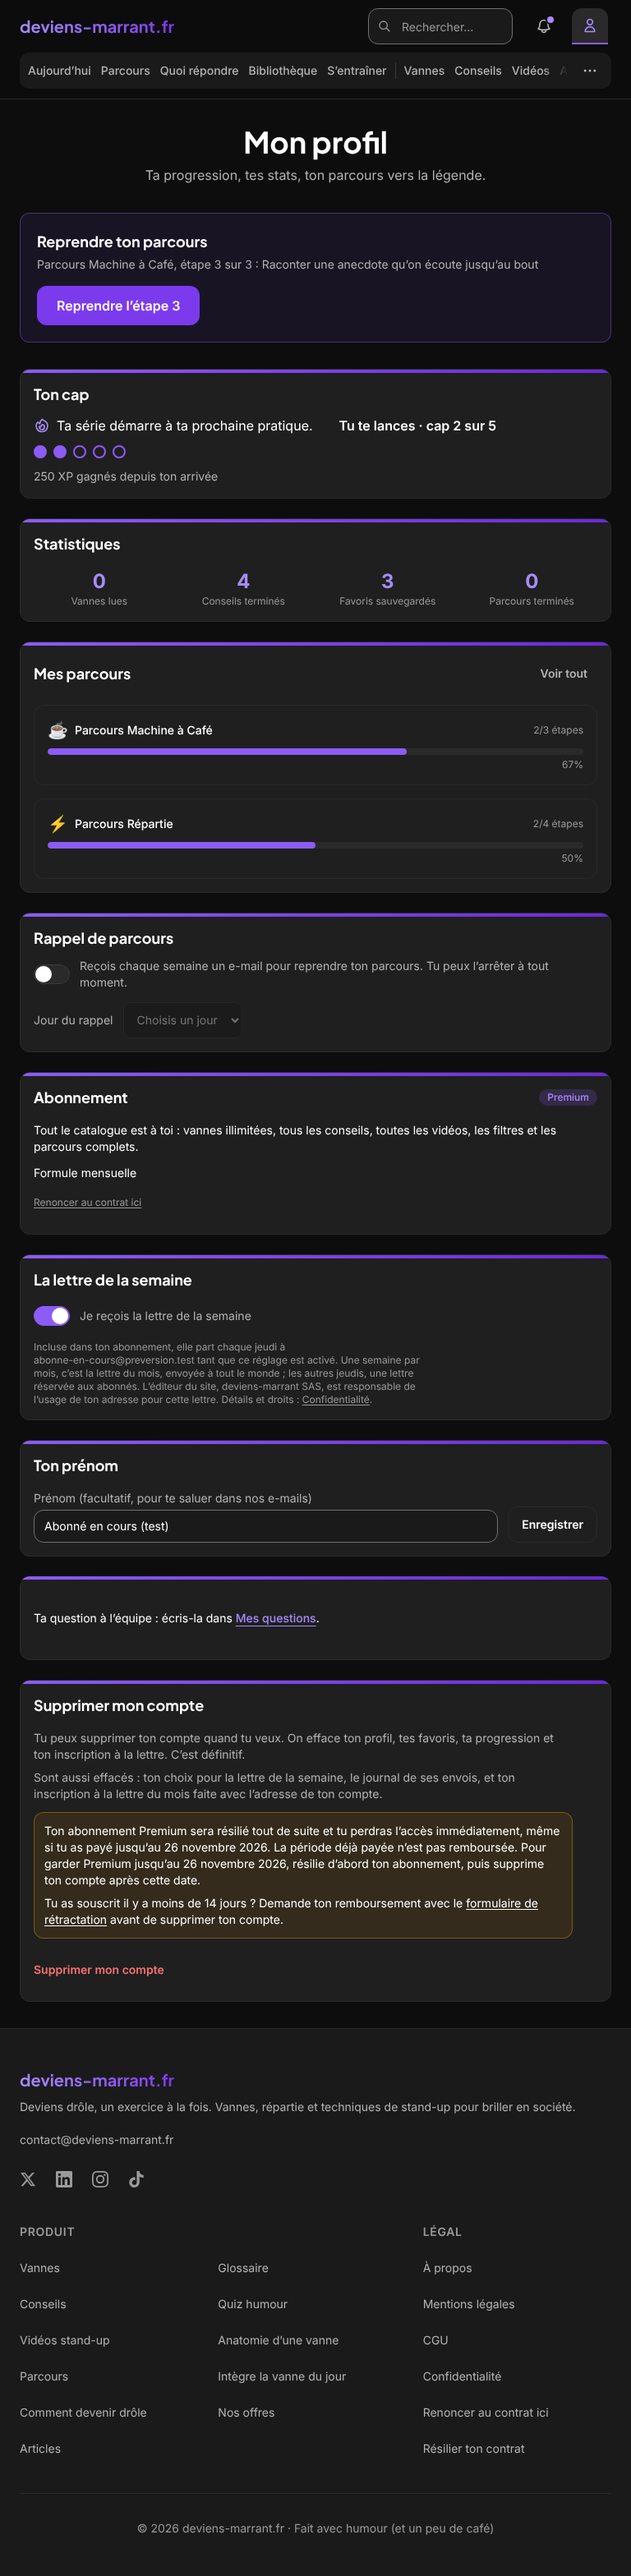 deviens-marrant.fr
Rechercher...
Aujourd’hui Parcours Quoi répondre Bibliothèque S’entraîner Vannes Conseils Vidéos
Mon profil
Ta progression, tes stats, ton parcours vers la légende.
Reprendre ton parcours
Parcours Machine à Café, étape 3 sur 3 : Raconter une anecdote qu’on écoute jusqu’au bout
Reprendre l’étape 3
Ton cap
Ta série démarre à ta prochaine pratique. Tu te lances · cap 2 sur 5
250 XP gagnés depuis ton arrivée
Statistiques
0 4 3 0
Vannes lues Conseils terminés Favoris sauvegardés Parcours terminés
Mes parcours Voir tout
Parcours Machine à Café 2/3 étapes
67%
Parcours Répartie 2/4 étapes
50%
Rappel de parcours
Reçois chaque semaine un e-mail pour reprendre ton parcours. Tu peux l’arrêter à tout
moment.
Jour du rappel Choisis un jour
Abonnement Premium
Tout le catalogue est à toi : vannes illimitées, tous les conseils, toutes les vidéos, les filtres et les
parcours complets.
Formule mensuelle
Renoncer au contrat ici
La lettre de la semaine
Je reçois la lettre de la semaine
Incluse dans ton abonnement, elle part chaque jeudi à
abonne-en-cours@preversion.test tant que ce réglage est activé. Une semaine par
mois, c’est la lettre du mois, envoyée à tout le monde ; les autres jeudis, une lettre
réservée aux abonnés. L’éditeur du site, deviens-marrant SAS, est responsable de
l’usage de ton adresse pour cette lettre. Détails et droits : Confidentialité.
Ton prénom
Prénom (facultatif, pour te saluer dans nos e-mails)
Abonné en cours (test) Enregistrer
Ta question à l’équipe : écris-la dans Mes questions.
Supprimer mon compte
Tu peux supprimer ton compte quand tu veux. On efface ton profil, tes favoris, ta progression et
ton inscription à la lettre. C’est définitif.
Sont aussi effacés : ton choix pour la lettre de la semaine, le journal de ses envois, et ton
inscription à la lettre du mois faite avec l’adresse de ton compte.
Ton abonnement Premium sera résilié tout de suite et tu perdras l’accès immédiatement, même
si tu as payé jusqu’au 26 novembre 2026. La période déjà payée n’est pas remboursée. Pour
garder Premium jusqu’au 26 novembre 2026, résilie d’abord ton abonnement, puis supprime
ton compte après cette date.
Tu as souscrit il y a moins de 14 jours ? Demande ton remboursement avec le formulaire de
rétractation avant de supprimer ton compte.
Supprimer mon compte
deviens-marrant.fr
Deviens drôle, un exercice à la fois. Vannes, répartie et techniques de stand-up pour briller en société.
contact@deviens-marrant.fr
PRODUIT LÉGAL
Vannes Glossaire À propos
Conseils Quiz humour Mentions légales
Vidéos stand-up Anatomie d’une vanne CGU
Parcours Intègre la vanne du jour Confidentialité
Comment devenir drôle Nos offres Renoncer au contrat ici
Articles Résilier ton contrat
© 2026 deviens-marrant.fr · Fait avec humour (et un peu de café)